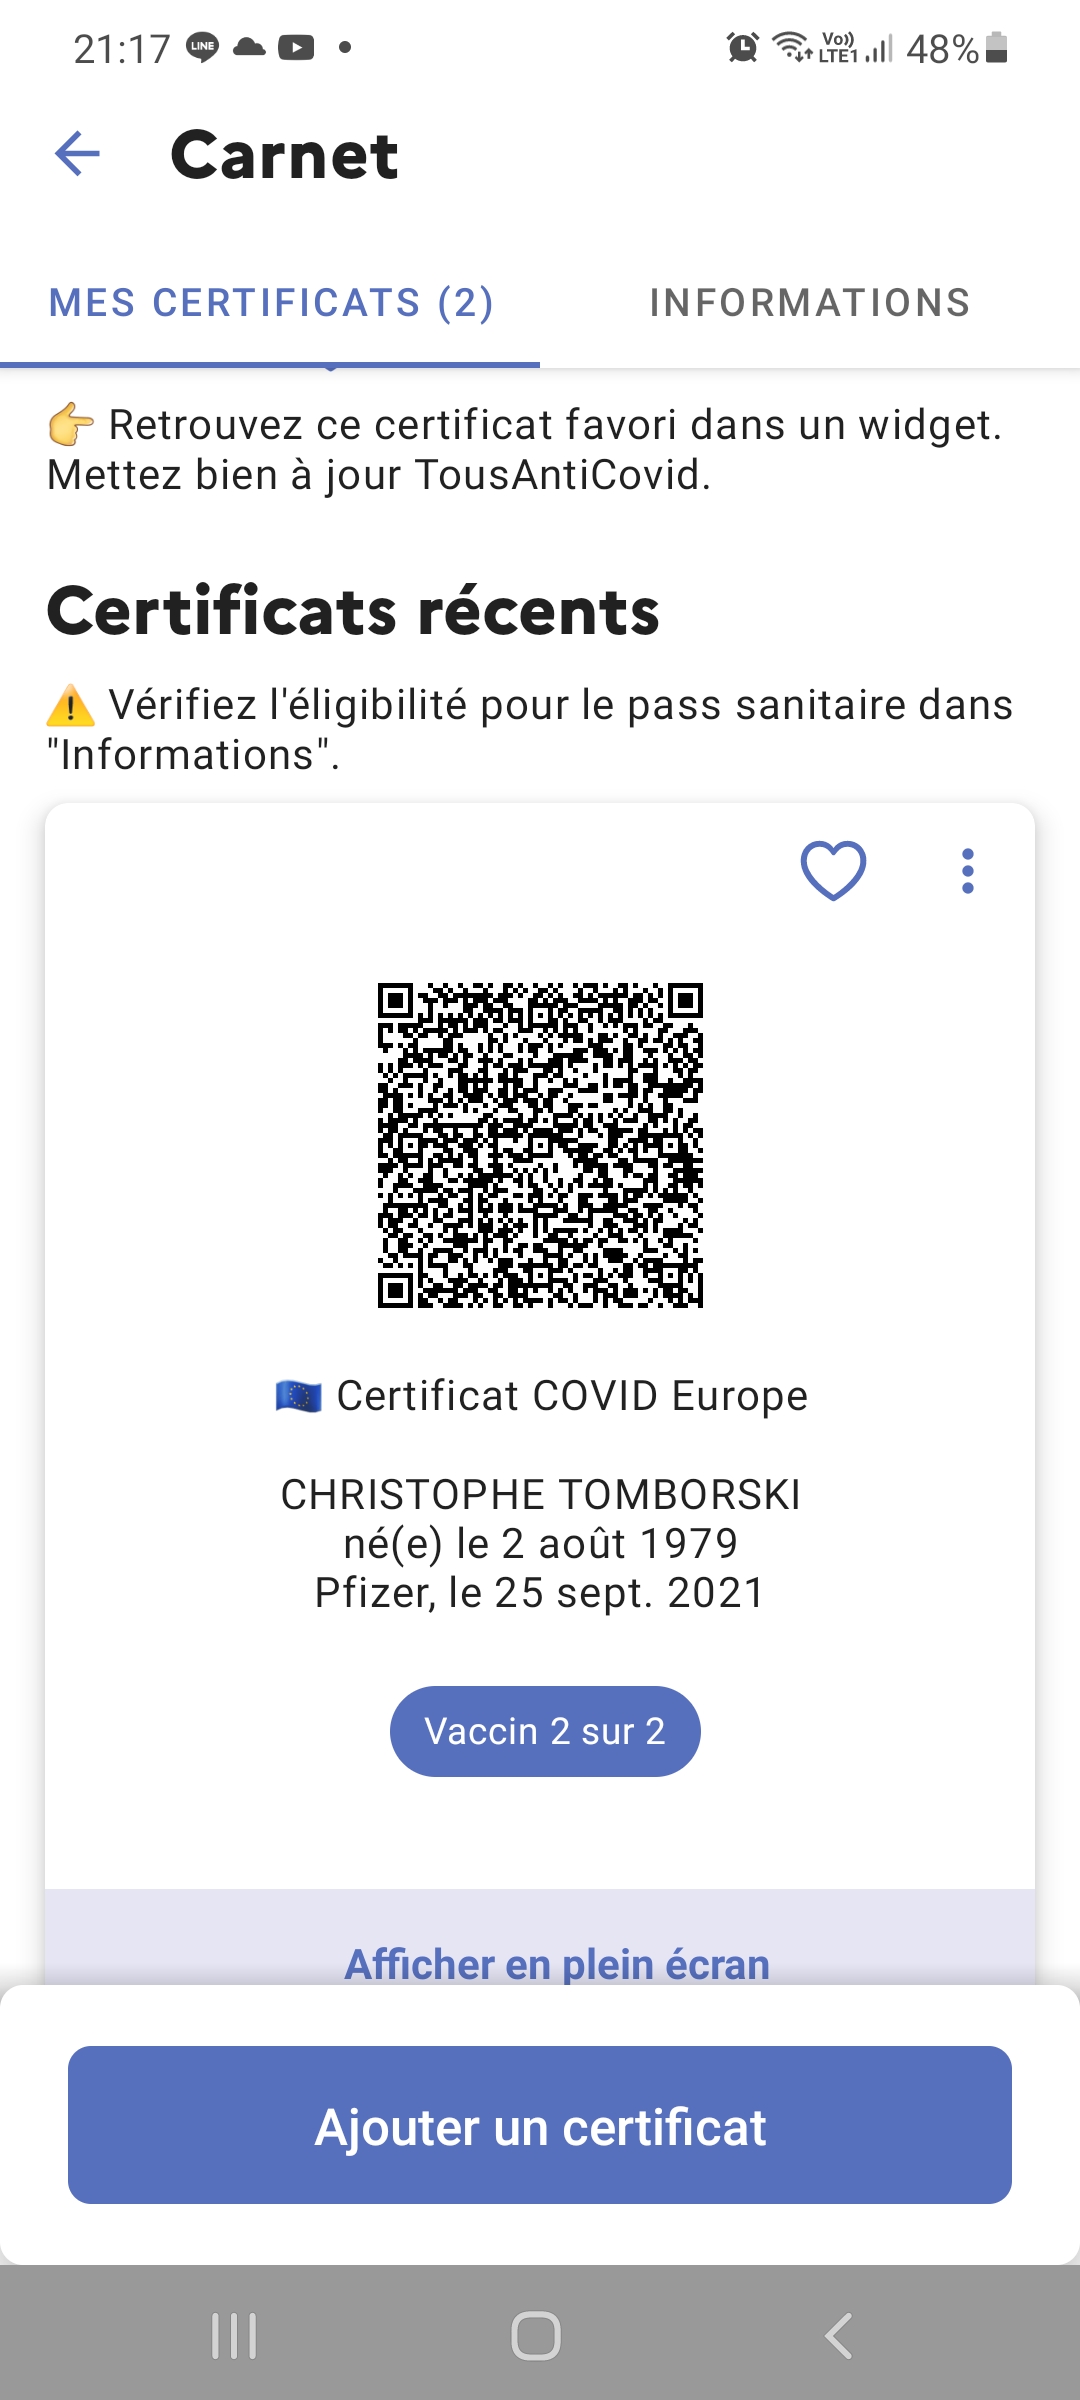 21:17 LINE Vo)) LTE1 48%
Carnet
MES CERTIFICATS (2) INFORMATIONS
👉 Retrouvez ce certificat favori dans un widget.
Mettez bien à jour TousAntiCovid.
Certificats récents
⚠️ Vérifiez l'éligibilité pour le pass sanitaire dans
"Informations".
🇪🇺 Certificat COVID Europe
CHRISTOPHE TOMBORSKI
né(e) le 2 août 1979
Pfizer, le 25 sept. 2021
Vaccin 2 sur 2
Afficher en plein écran
Ajouter un certificat